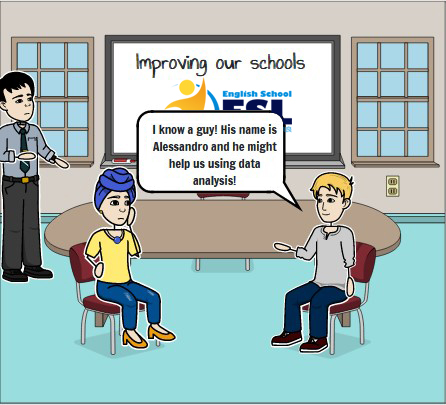 Improving our schools
English School
ESL
I know a guy! His name is
Alessandro and he might
help us using data
analysis!